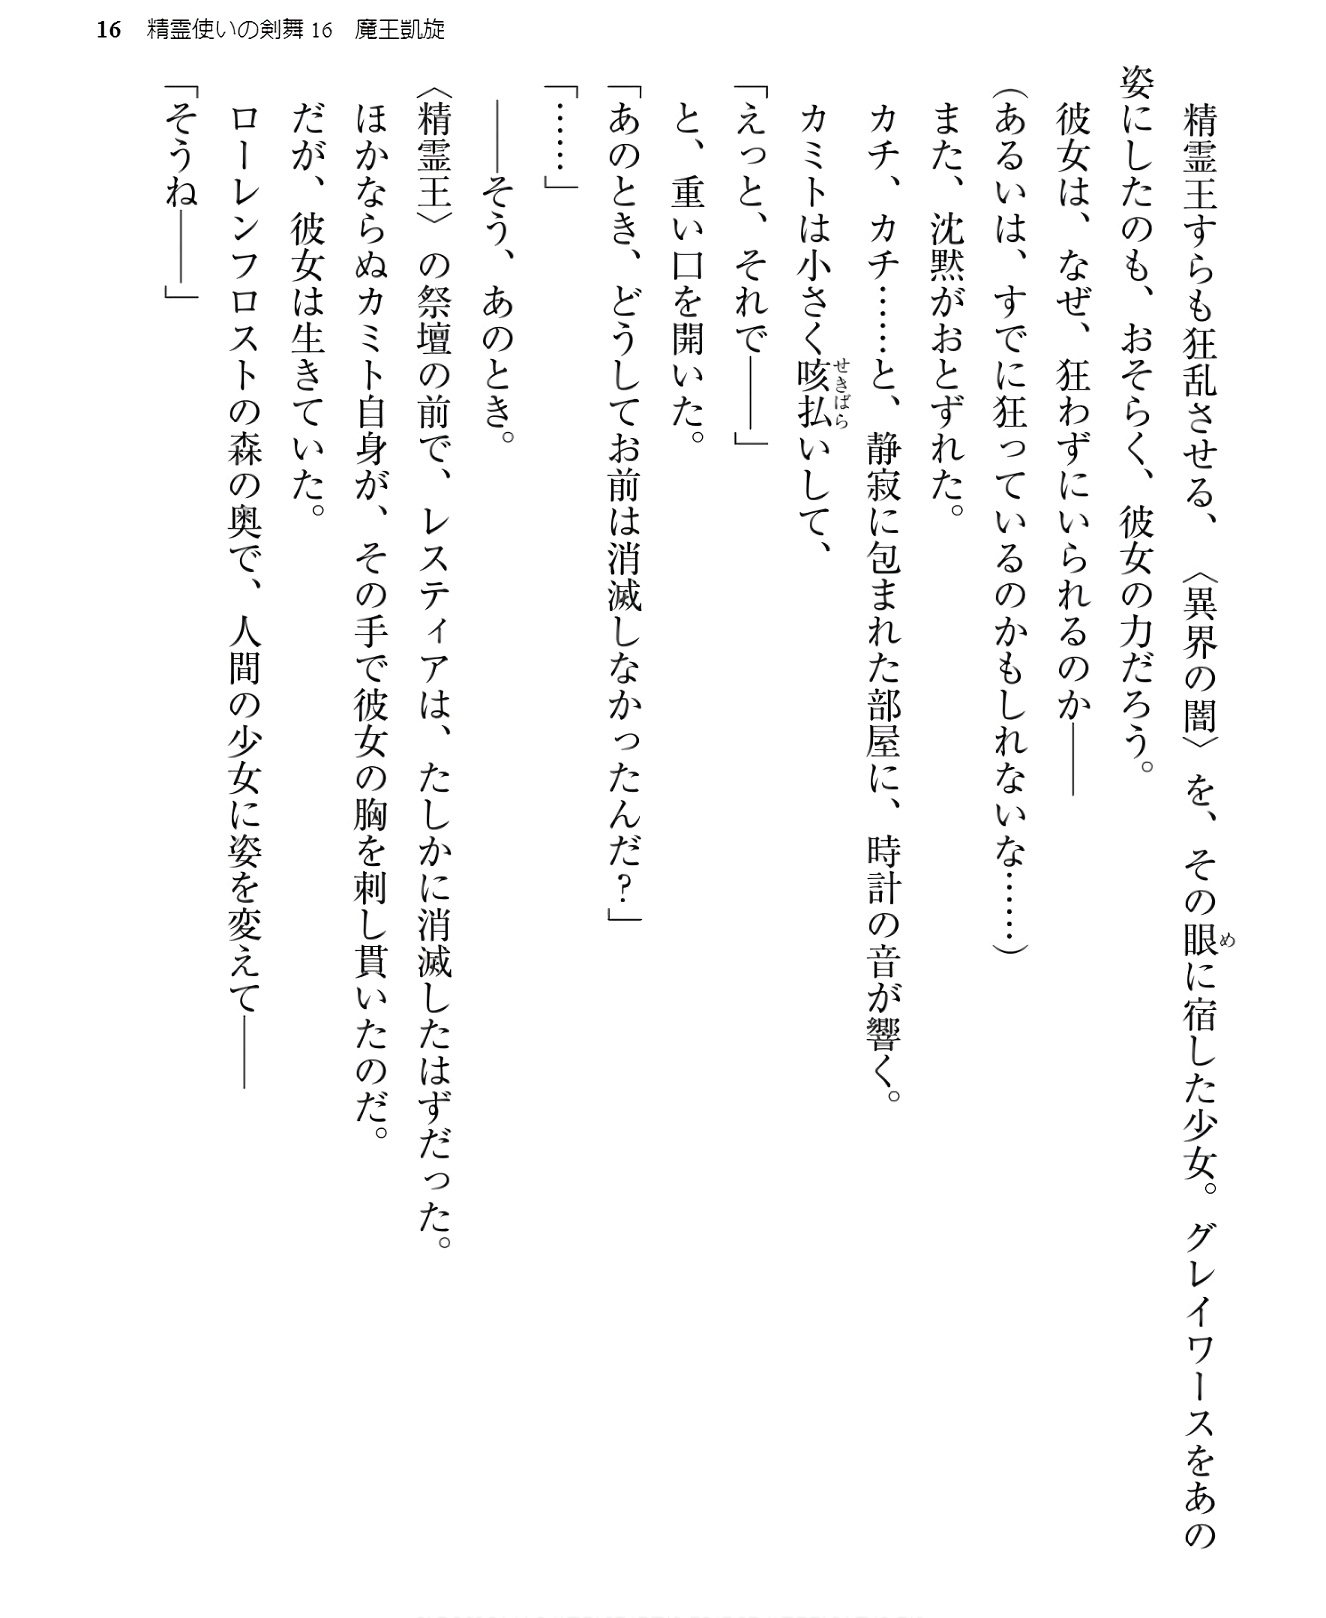 16 精霊使いの剣舞16 魔王凱旋
精霊王すらも狂乱させる、〈異界の闇〉を、その眼に宿した少女。グレイワースをあの
姿にしたのも、おそらく、彼女の力だろう。
彼女は、なぜ、狂わずにいられるのか――
(あるいは、すでに狂っているのかもしれないな……)
また、沈黙がおとずれた。
カチ、カチ……と、静寂に包まれた部屋に、時計の音が響く。
カミトは小さく咳払いして、
「えっと、それで――」
と、重い口を開いた。
「あのとき、どうしてお前は消滅しなかったんだ?」
「……」
――そう、あのとき。
〈精霊王〉の祭壇の前で、レスティアは、たしかに消滅したはずだった。
ほかならぬカミト自身が、その手で彼女の胸を刺し貫いたのだ。
だが、彼女は生きていた。
ローレンフロストの森の奥で、人間の少女に姿を変えて――
「そうね――」